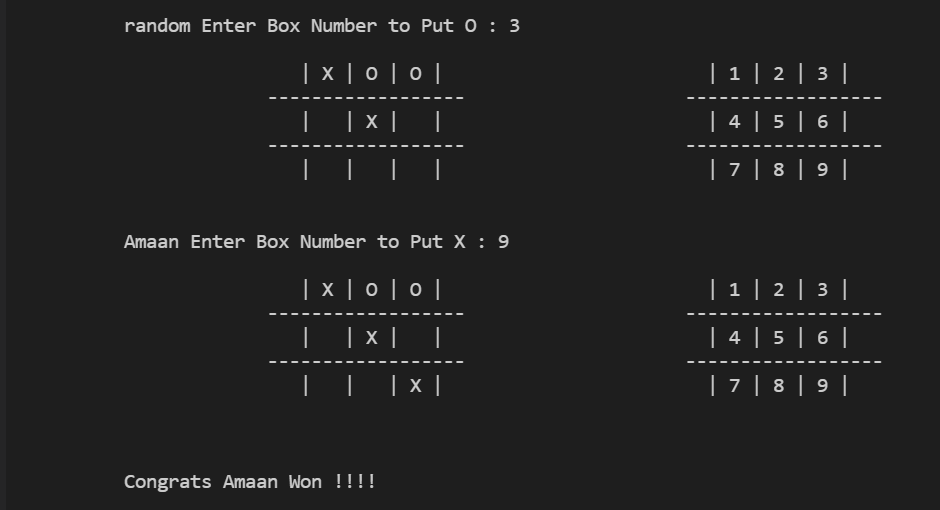 random Enter Box Number to Put O : 3
| X | O | O |          | 1 | 2 | 3 |
------------------          ------------------
|   | X |   |          | 4 | 5 | 6 |
------------------          ------------------
|   |   |   |          | 7 | 8 | 9 |
Amaan Enter Box Number to Put X : 9
| X | O | O |          | 1 | 2 | 3 |
------------------          ------------------
|   | X |   |          | 4 | 5 | 6 |
------------------          ------------------
|   |   | X |          | 7 | 8 | 9 |
Congrats Amaan Won !!!!